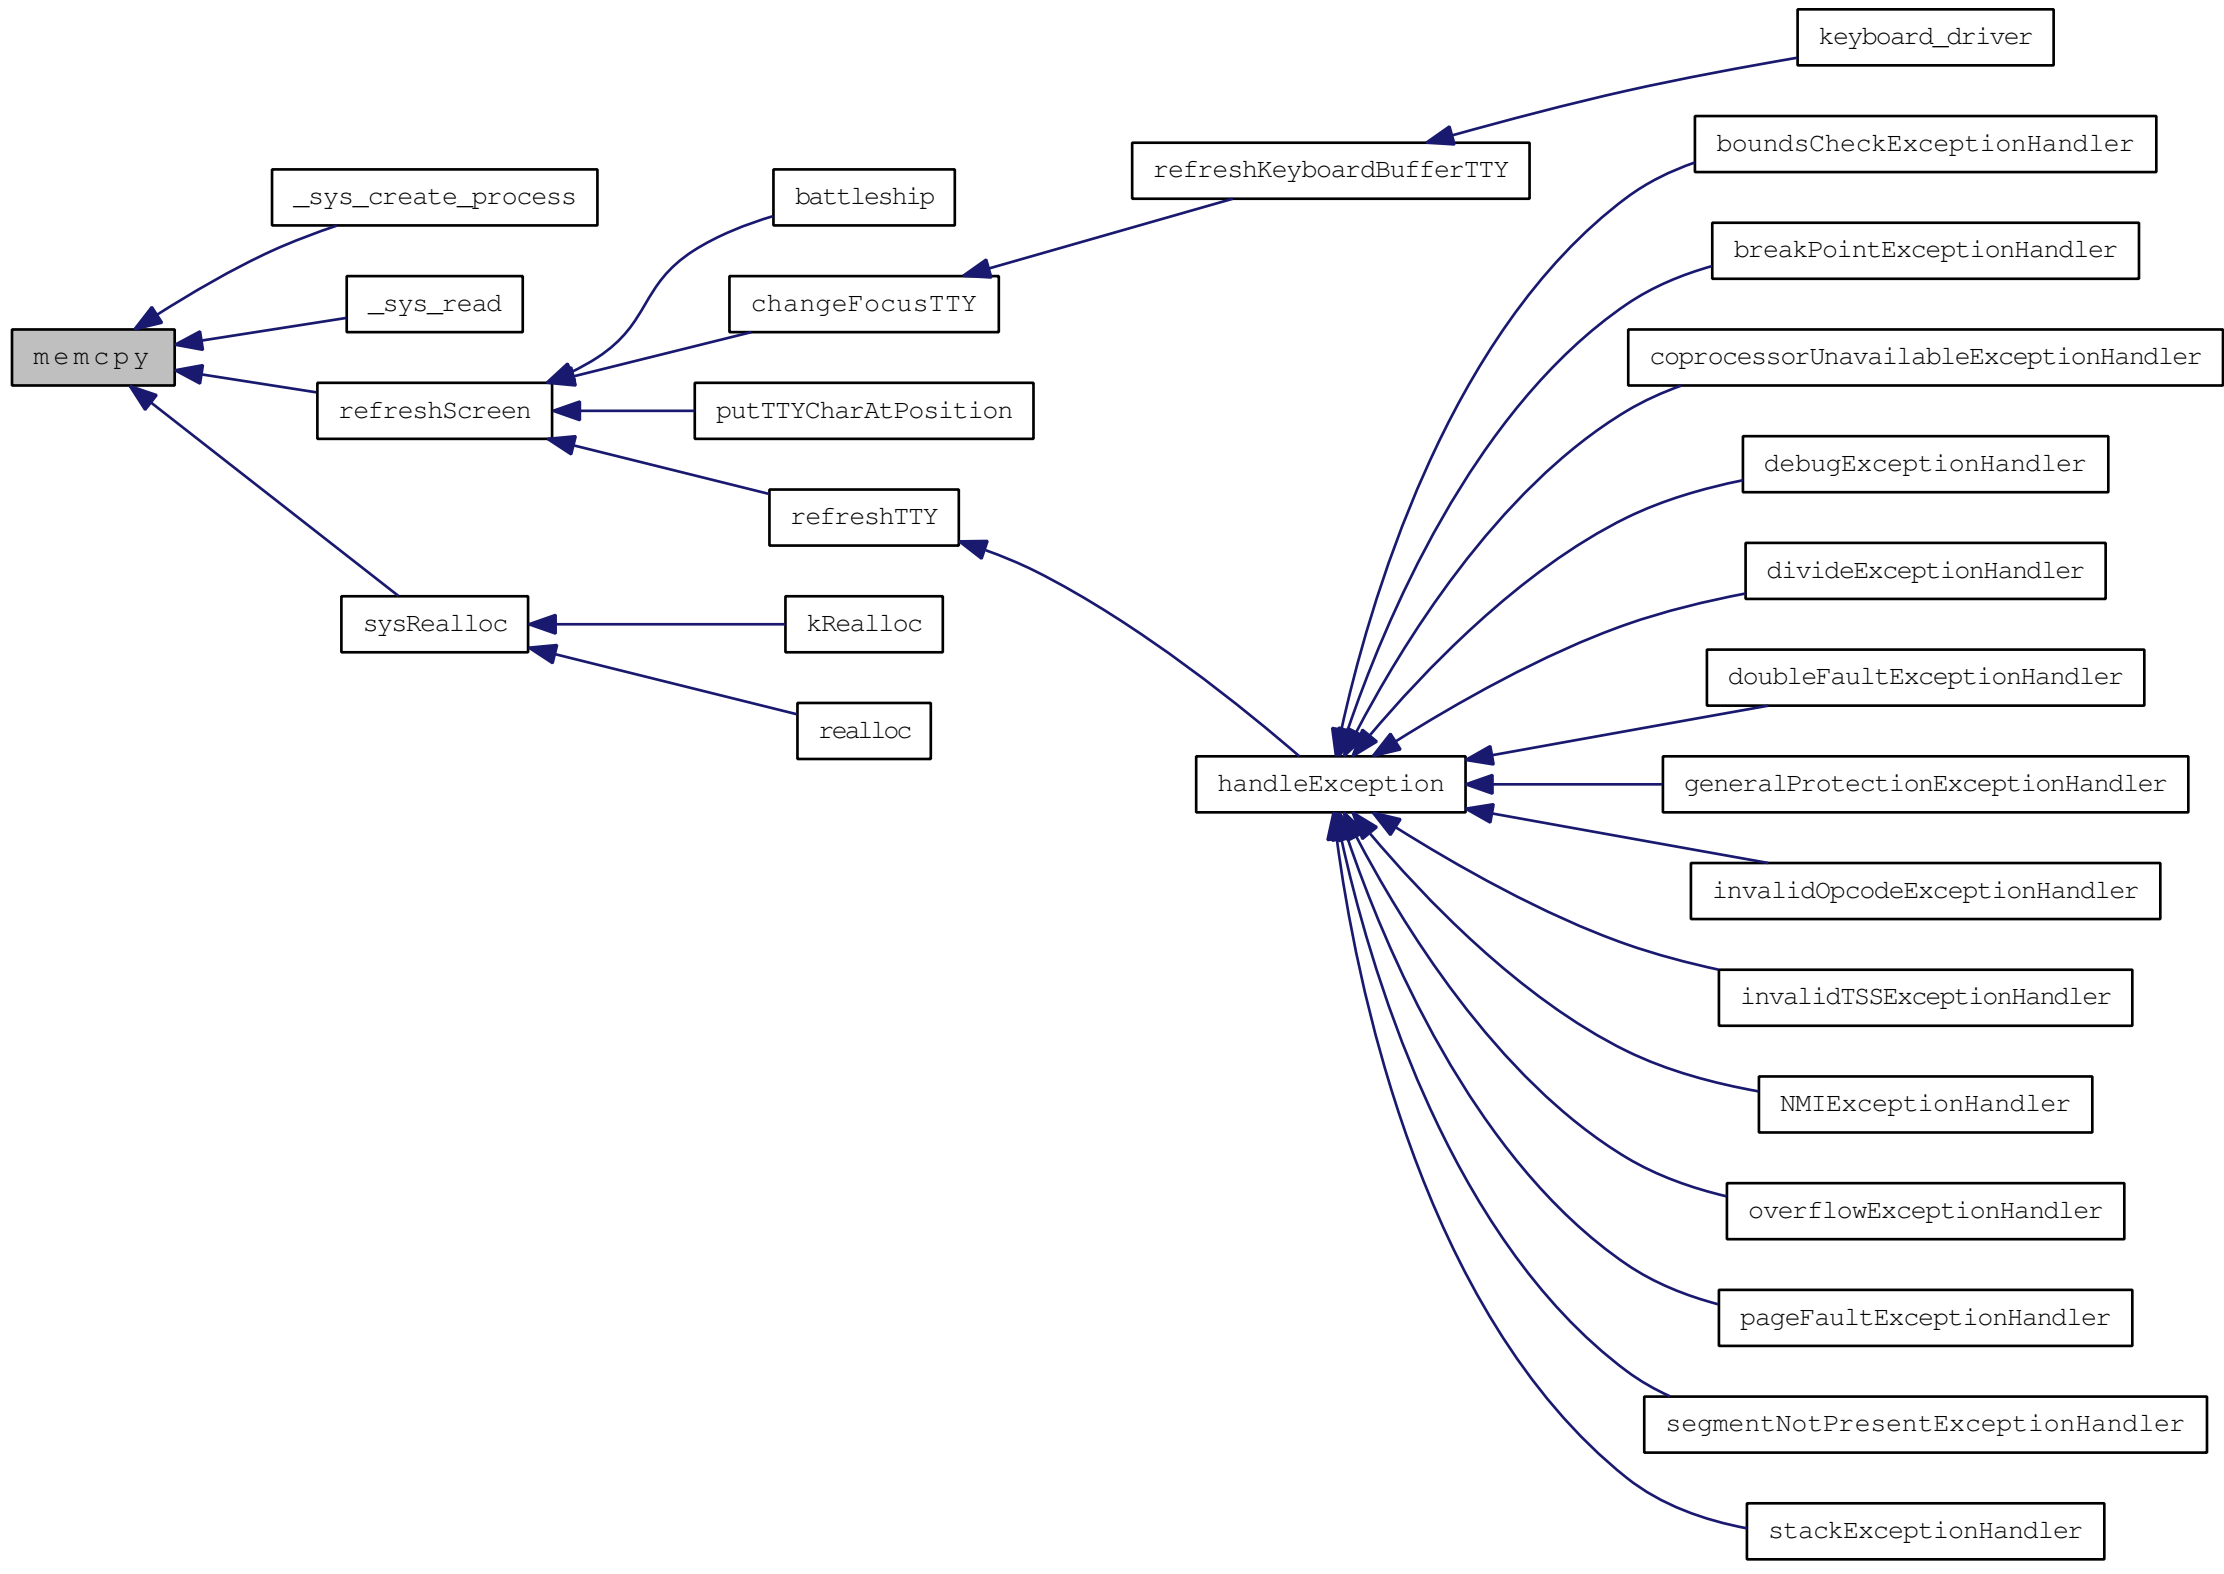 keyboard_driver
boundsCheckExceptionHandler
refreshKeyboardBufferTTY
_sys_create_process
battleship
breakPointExceptionHandler
_sys_read
changeFocusTTY
memcpy
coprocessorUnavailableExceptionHandler
refreshScreen
putTTYCharAtPosition
debugExceptionHandler
refreshTTY
divideExceptionHandler
sysRealloc
kRealloc
doubleFaultExceptionHandler
realloc
handleException
generalProtectionExceptionHandler
invalidOpcodeExceptionHandler
invalidTSSExceptionHandler
NMIExceptionHandler
overflowExceptionHandler
pageFaultExceptionHandler
segmentNotPresentExceptionHandler
stackExceptionHandler